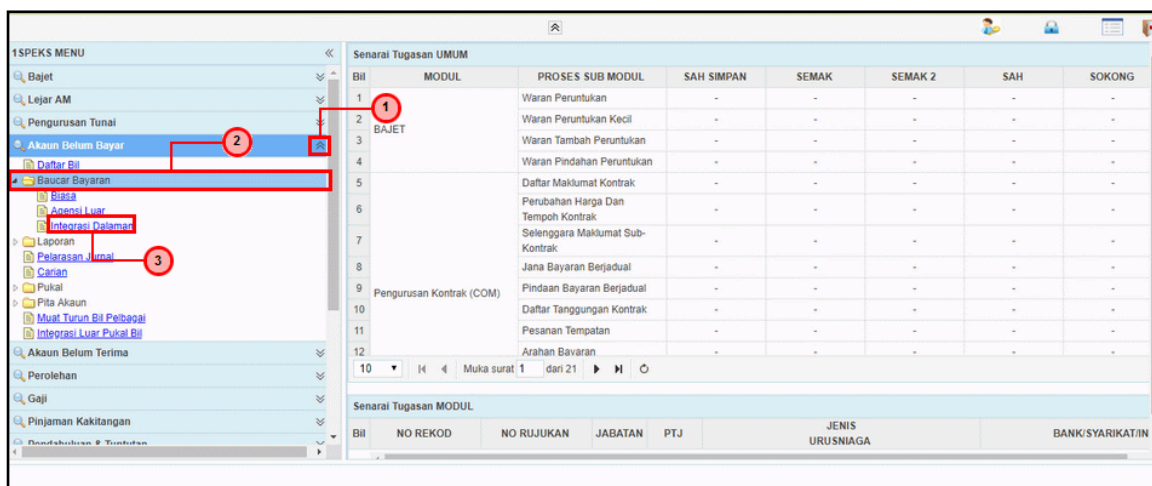 1SPEKS MENU
Bajet
Lejar AM
Pengurusan Tunai
Akaun Belum Bayar
Daftar Bil
Baucar Bayaran
Biasa
Agensi Luar
Integrasi Dalaman
Laporan
Pelarasan Jurnal
Carian
Pukal
Pita Akaun
Muat Turun Bil Pelbagai
Integrasi Luar Pukal Bil
Akaun Belum Terima
Perolehan
Gaji
Pinjaman Kakitangan
Pendahuluan & Tuntutan
1
2
3
Senarai Tugasan UMUM
Bil MODUL PROSES SUB MODUL SAH SIMPAN SEMAK SEMAK 2 SAH SOKONG
1 Waran Peruntukan - - - - -
2 BAJET Waran Peruntukan Kecil - - - - -
3 Waran Tambah Peruntukan - - - - -
4 Waran Pindahan Peruntukan - - - - -
5 Daftar Maklumat Kontrak - - - - -
6 Perubahan Harga Dan
Tempoh Kontrak - - - - -
7 Selenggara Maklumat Sub-
Kontrak - - - - -
8 Jana Bayaran Berjadual - - - - -
9 Pengurusan Kontrak (COM) Pindaan Bayaran Berjadual - - - - -
10 Daftar Tanggungan Kontrak - - - - -
11 Pesanan Tempatan - - - - -
12 Arahan Bayaran - - - - -
10 Muka surat 1 dari 21
Senarai Tugasan MODUL
Bil NO REKOD NO RUJUKAN JABATAN PTJ JENIS
URUSNIAGA BANK/SYARIKAT/IN